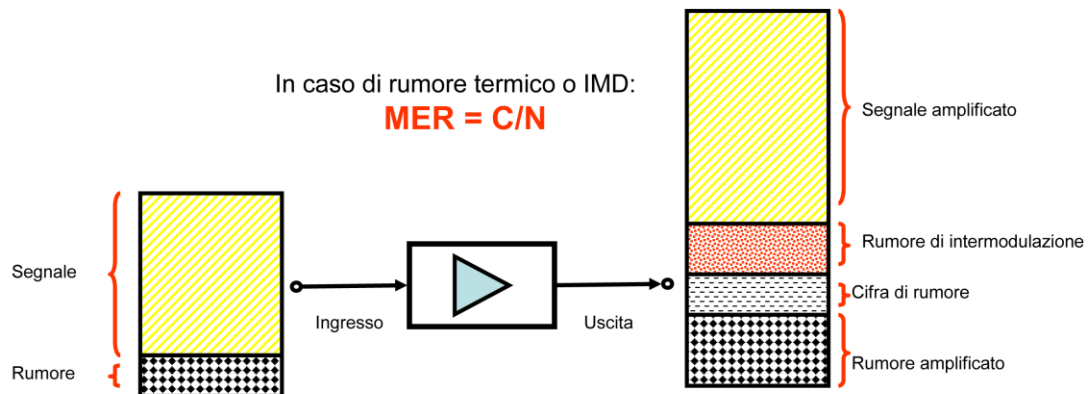 In caso di rumore termico o IMD:
MER = C/N
Segnale
Rumore
Ingresso
Uscita
Segnale amplificato
Rumore di intermodulazione
Cifra di rumore
Rumore amplificato